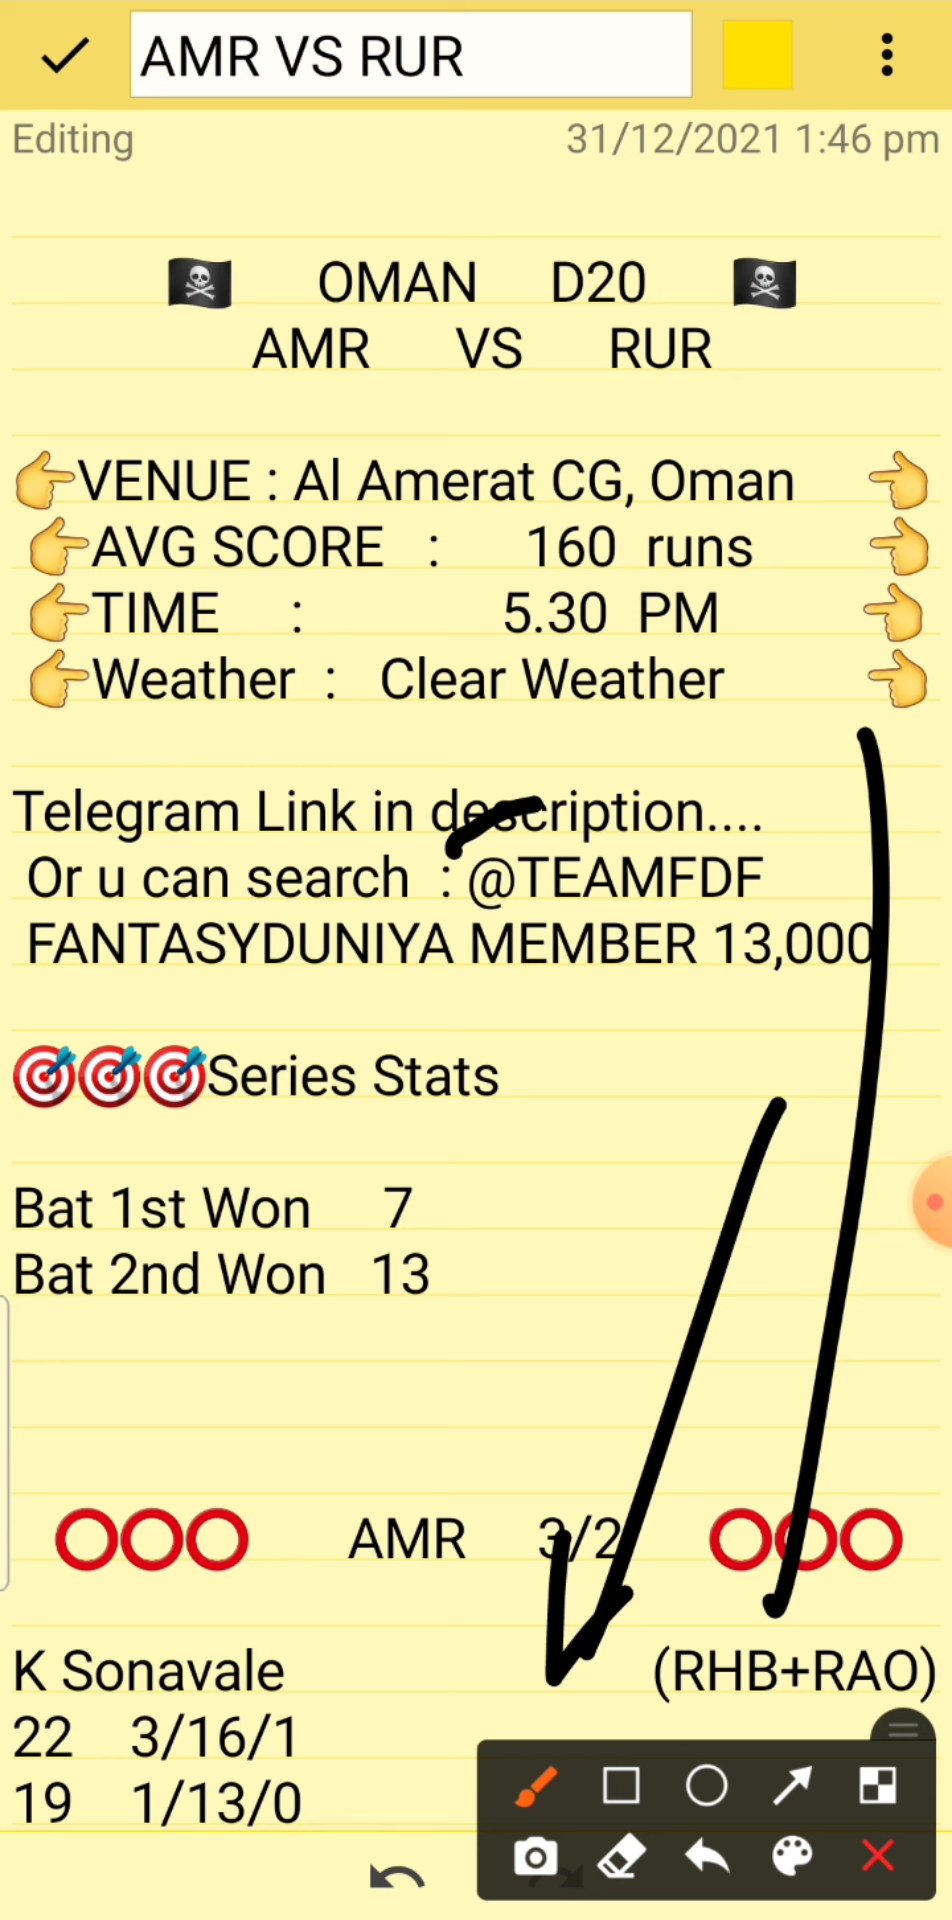 AMR VS RUR
Editing 31/12/2021 1:46 pm
OMAN D20
AMR VS RUR
VENUE : Al Amerat CG, Oman
AVG SCORE : 160 runs
TIME : 5.30 PM
Weather : Clear Weather
Telegram Link in description....
Or u can search : @TEAMFDF
FANTASYDUNIYA MEMBER 13,000
Series Stats
Bat 1st Won 7
Bat 2nd Won 13
AMR 3/2
K Sonavale (RHB+RAO)
22 3/16/1
19 1/13/0